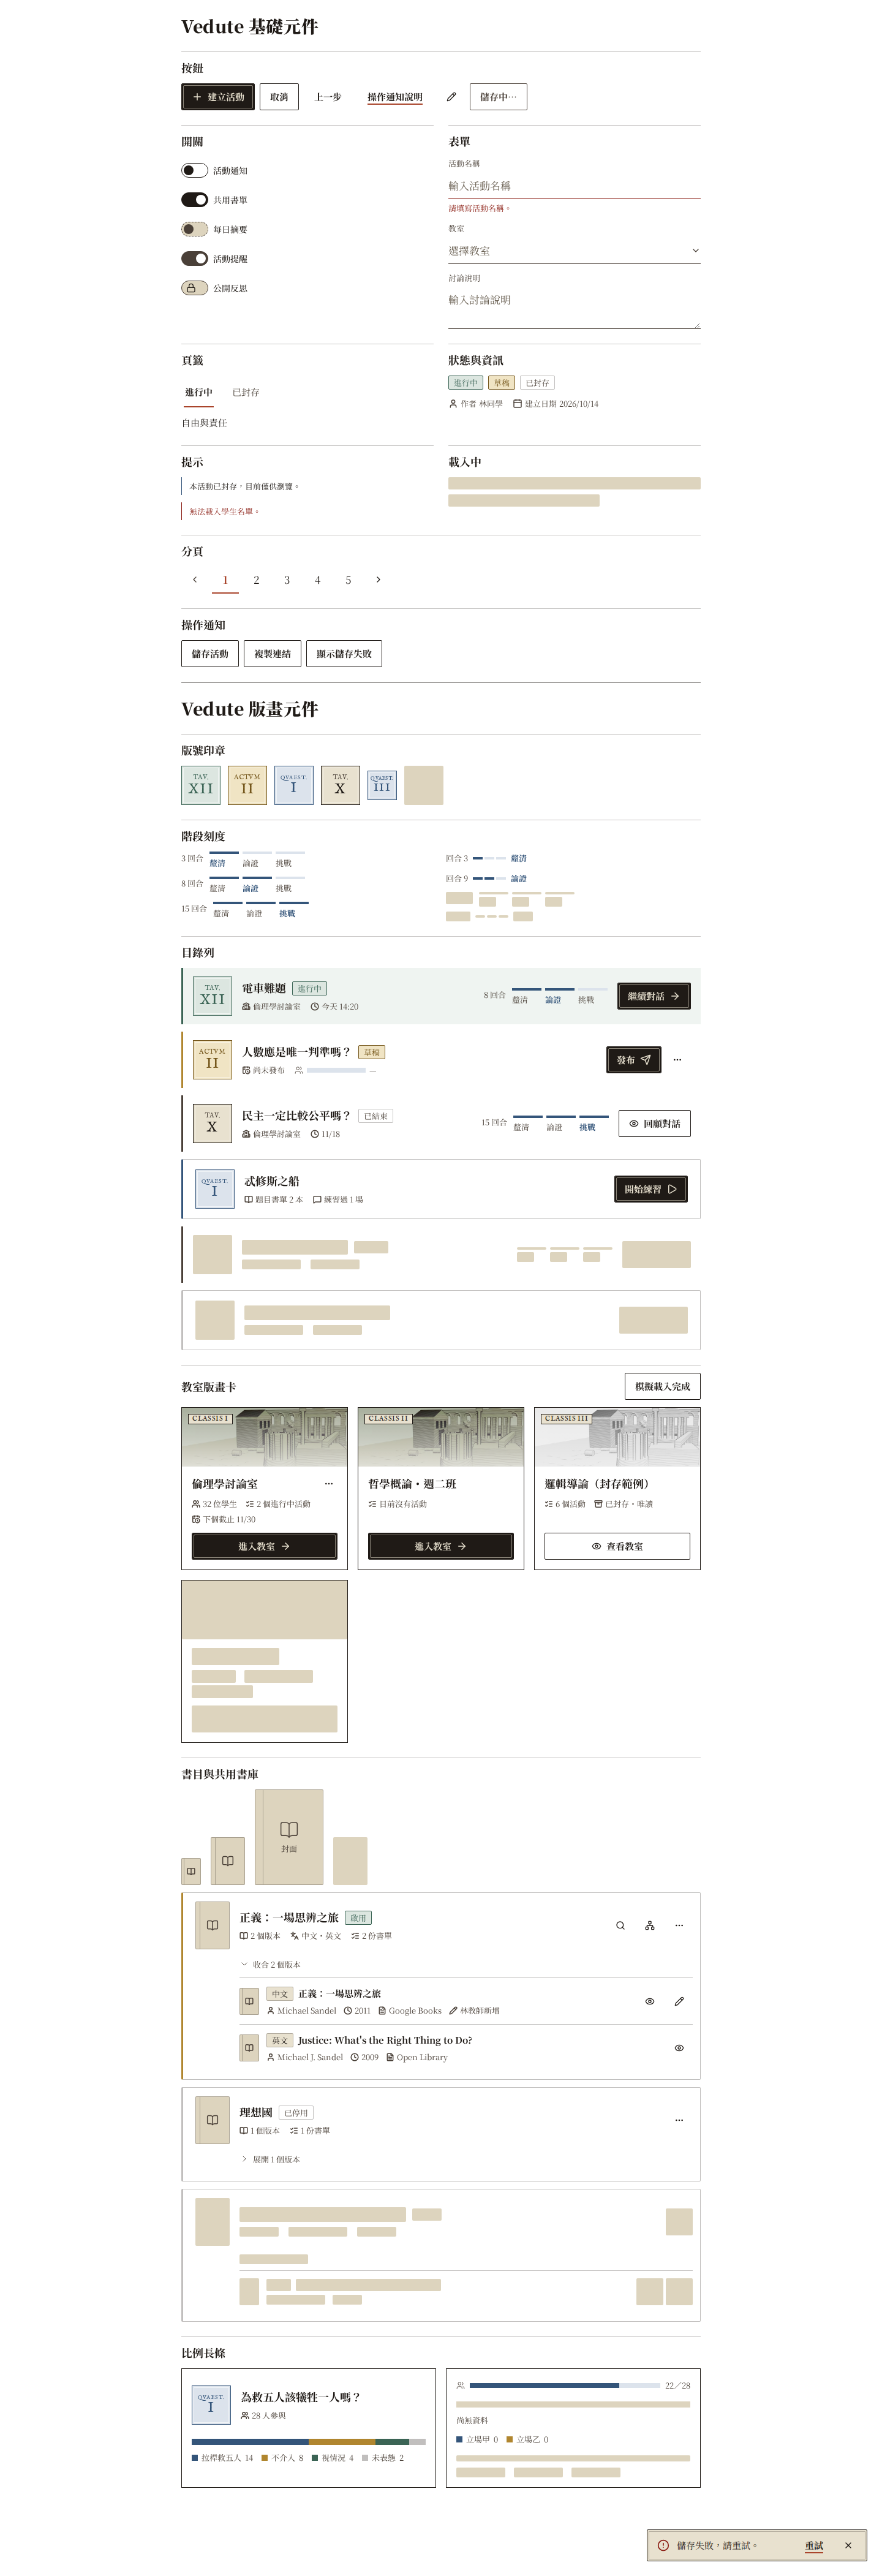 Vedute 基礎元件
按鈕
建立活動 取消 上一步 操作通知說明 儲存中…
開關
活動通知
共用書單
每日摘要
活動提醒
公開反思
表單
活動名稱
輸入活動名稱
請填寫活動名稱。
教室
選擇教室
討論說明
輸入討論說明
頁籤
進行中 已封存
自由與責任
狀態與資訊
進行中 草稿 已封存
作者 林同學 建立日期 2026/10/14
提示
本活動已封存，目前僅供瀏覽。
無法載入學生名單。
載入中
分頁
1 2 3 4 5
操作通知
儲存活動 複製連結 顯示儲存失敗
Vedute 版畫元件
版號印章
TAV. XII
ACTVM II
QVAEST. I
TAV. X
QVAEST. III
階段刻度
3 回合 釐清 論證 挑戰
8 回合 釐清 論證 挑戰
15 回合 釐清 論證 挑戰
回合 3 釐清
回合 9 論證
目錄列
TAV. XII
電車難題 進行中
倫理學討論室 今天 14:20
8 回合 釐清 論證 挑戰
繼續對話
ACTVM II
人數應是唯一判準嗎？ 草稿
尚未發布 —
發布
TAV. X
民主一定比較公平嗎？ 已結束
倫理學討論室 11/18
15 回合 釐清 論證 挑戰
回顧對話
QVAEST. I
忒修斯之船
題目書單 2 本 練習過 1 場
開始練習
教室版畫卡
模擬載入完成
CLASSIS I
倫理學討論室
32 位學生 2 個進行中活動
下個截止 11/30
進入教室
CLASSIS II
哲學概論・週二班
目前沒有活動
進入教室
CLASSIS III
邏輯導論（封存範例）
6 個活動 已封存・唯讀
查看教室
書目與共用書庫
封面
正義：一場思辨之旅 啟用
2 個版本 中文・英文 2 份書單
收合 2 個版本
中文 正義：一場思辨之旅
Michael Sandel 2011 Google Books 林教師新增
英文 Justice: What's the Right Thing to Do?
Michael J. Sandel 2009 Open Library
理想國 已停用
1 個版本 1 份書單
展開 1 個版本
比例長條
QVAEST. I
為救五人該犧牲一人嗎？
28 人參與
拉桿救五人 14 不介入 8 視情況 4 未表態 2
22／28
尚無資料
立場甲 0 立場乙 0
儲存失敗，請重試。 重試